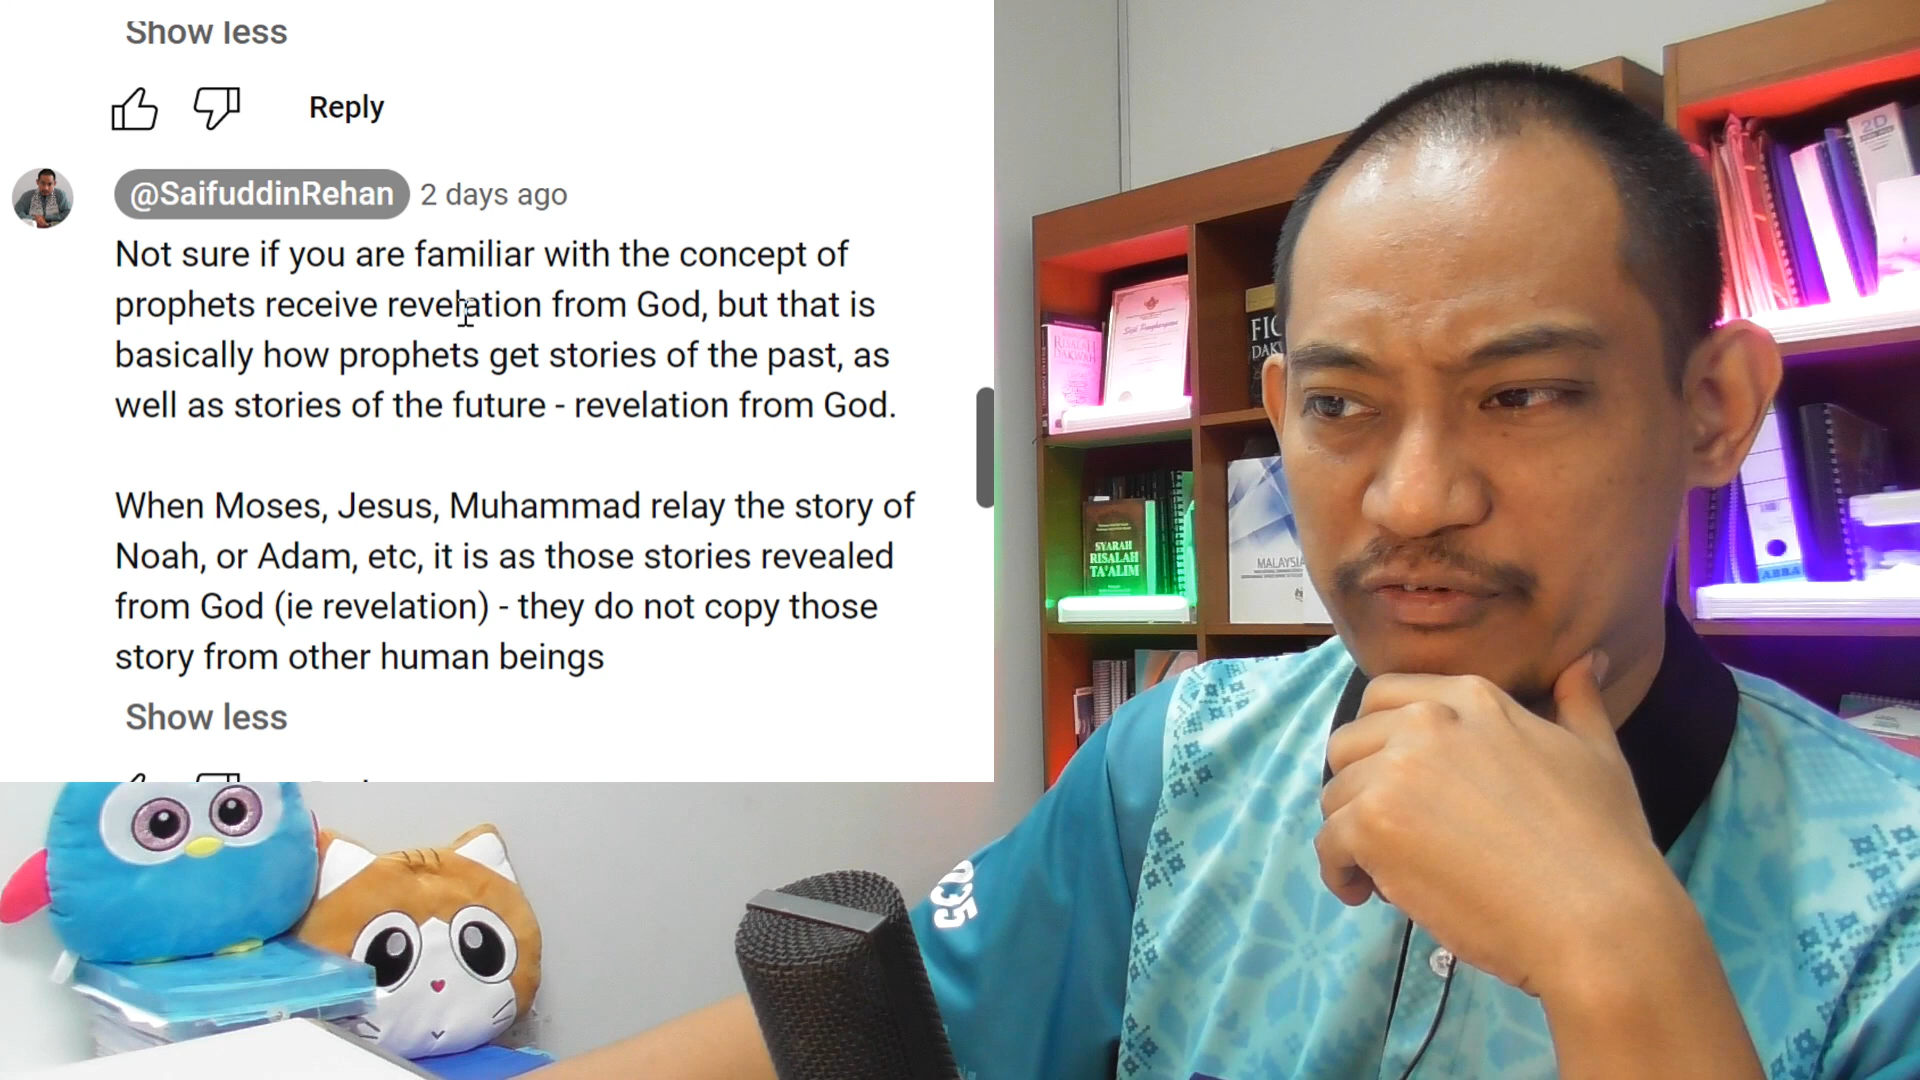 Show less
Reply
@SaifuddinRehan 2 days ago
Not sure if you are familiar with the concept of
prophets receive revelation from God, but that is
basically how prophets get stories of the past, as
well as stories of the future - revelation from God.
When Moses, Jesus, Muhammad relay the story of
Noah, or Adam, etc, it is as those stories revealed
from God (ie revelation) - they do not copy those
story from other human beings
Show less
2D
RISALAH
DAKWAH
SYARAH
RISALAH
TA'ALIM
MALAYSIA
ABBA